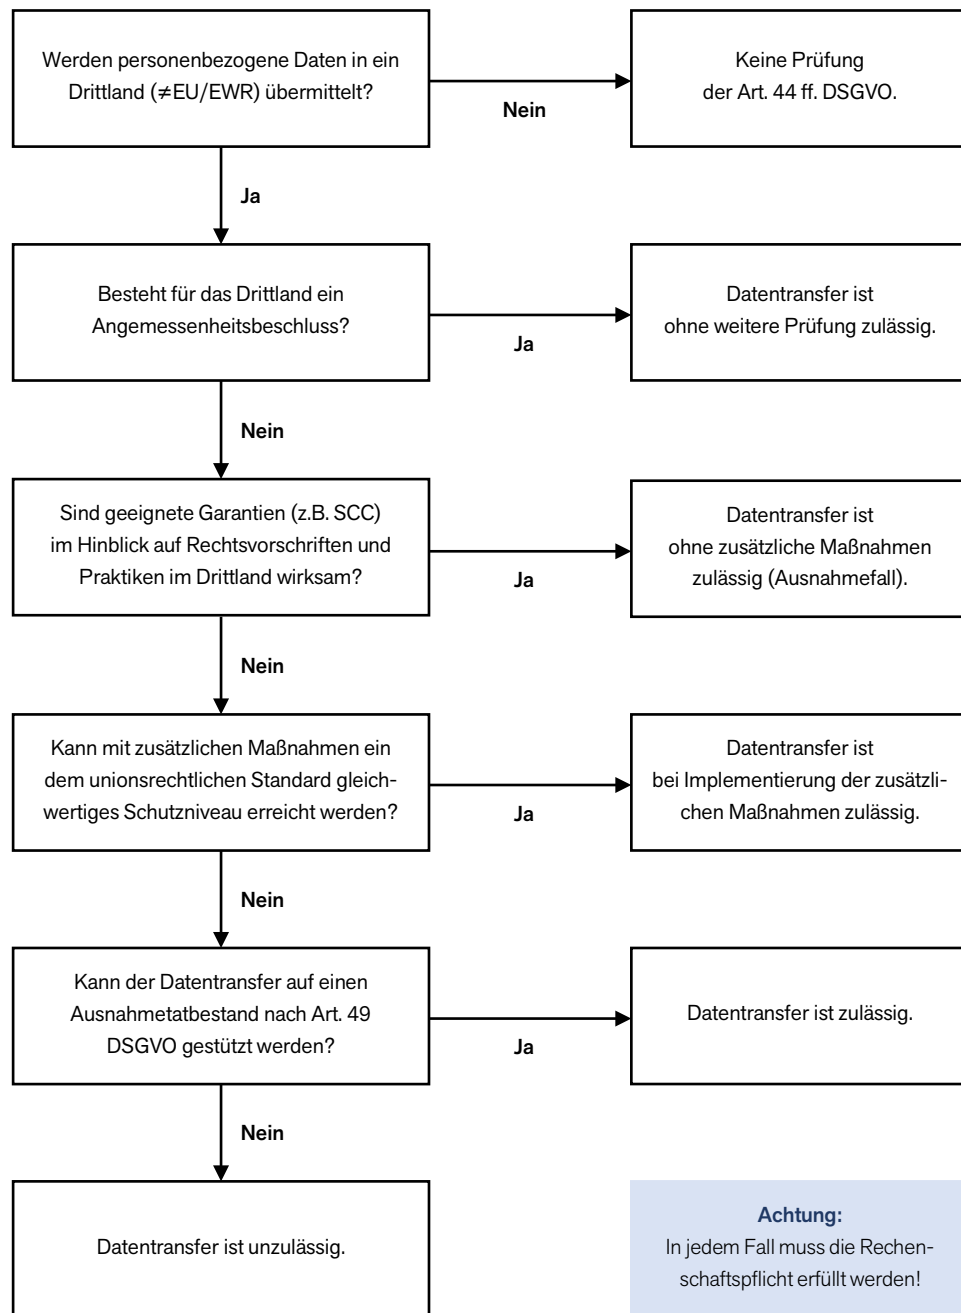 Werden personenbezogene Daten in ein
Drittland (≠EU/EWR) übermittelt?
Nein
Keine Prüfung
der Art. 44 ff. DSGVO.
Ja
Besteht für das Drittland ein
Angemessenheitsbeschluss?
Ja
Datentransfer ist
ohne weitere Prüfung zulässig.
Nein
Sind geeignete Garantien (z.B. SCC)
im Hinblick auf Rechtsvorschriften und
Praktiken im Drittland wirksam?
Ja
Datentransfer ist
ohne zusätzliche Maßnahmen
zulässig (Ausnahmefall).
Nein
Kann mit zusätzlichen Maßnahmen ein
dem unionsrechtlichen Standard gleich-
wertiges Schutzniveau erreicht werden?
Ja
Datentransfer ist
bei Implementierung der zusätzli-
chen Maßnahmen zulässig.
Nein
Kann der Datentransfer auf einen
Ausnahmetatbestand nach Art. 49
DSGVO gestützt werden?
Ja
Datentransfer ist zulässig.
Nein
Datentransfer ist unzulässig.
Achtung:
In jedem Fall muss die Rechen-
schaftspflicht erfüllt werden!